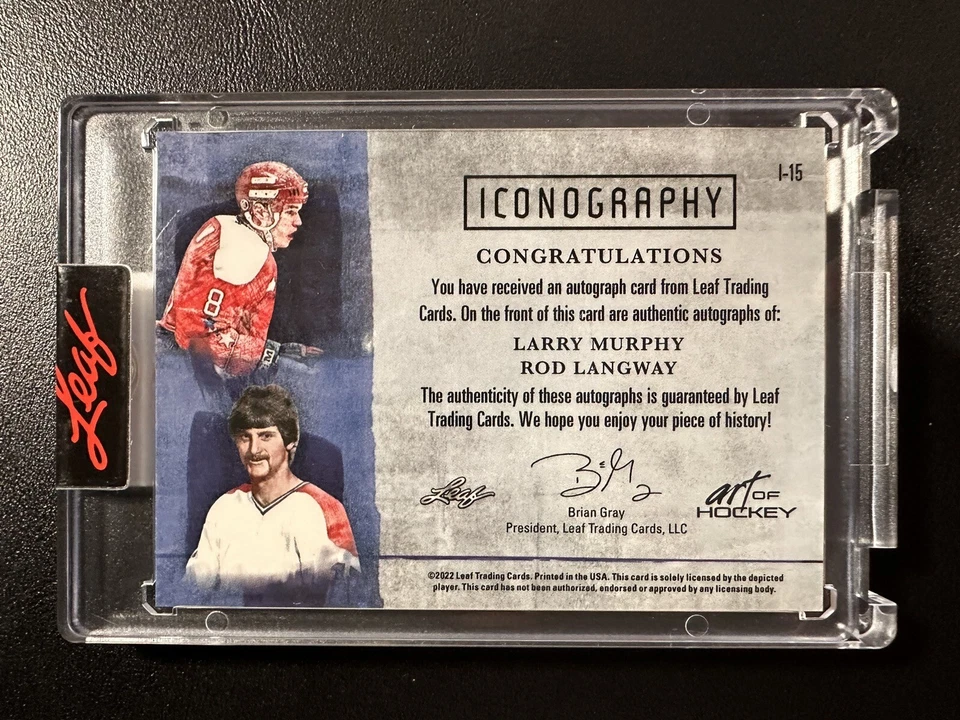 I-15
ICONOGRAPHY
CONGRATULATIONS
You have received an autograph card from Leaf Trading
Cards. On the front of this card are authentic autographs of:
LARRY MURPHY
ROD LANGWAY
The authenticity of these autographs is guaranteed by Leaf
Trading Cards. We hope you enjoy your piece of history!
Leaf
Brian Gray
President, Leaf Trading Cards, LLC
art OF
HOCKEY
©2022 Leaf Trading Cards. Printed in the USA. This card is solely licensed by the depicted
player. This card has not been authorized, endorsed or approved by any licensing body.
Leaf
8